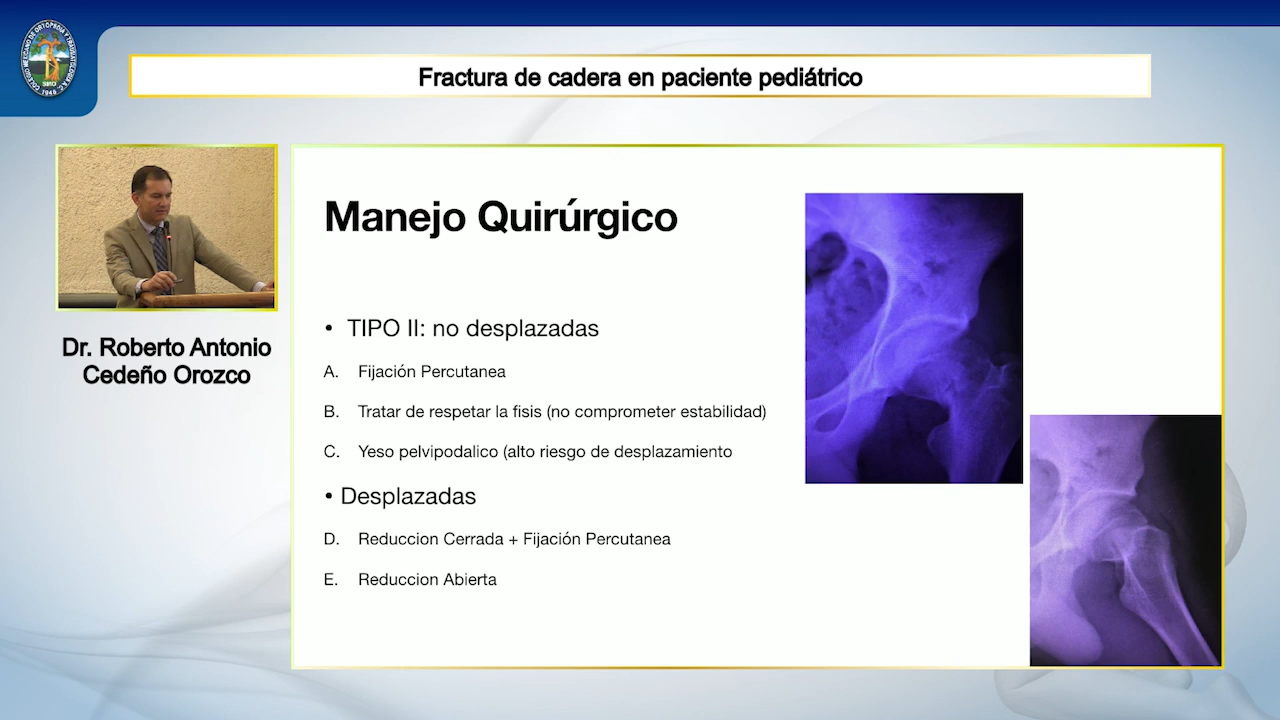 Fractura de cadera en paciente pediátrico
Manejo Quirúrgico
• TIPO II: no desplazadas
A. Fijación Percutanea
B. Tratar de respetar la fisis (no comprometer estabilidad)
C. Yeso pelvipodalico (alto riesgo de desplazamiento
• Desplazadas
D. Reduccion Cerrada + Fijación Percutanea
E. Reduccion Abierta
Dr. Roberto Antonio
Cedeño Orozco